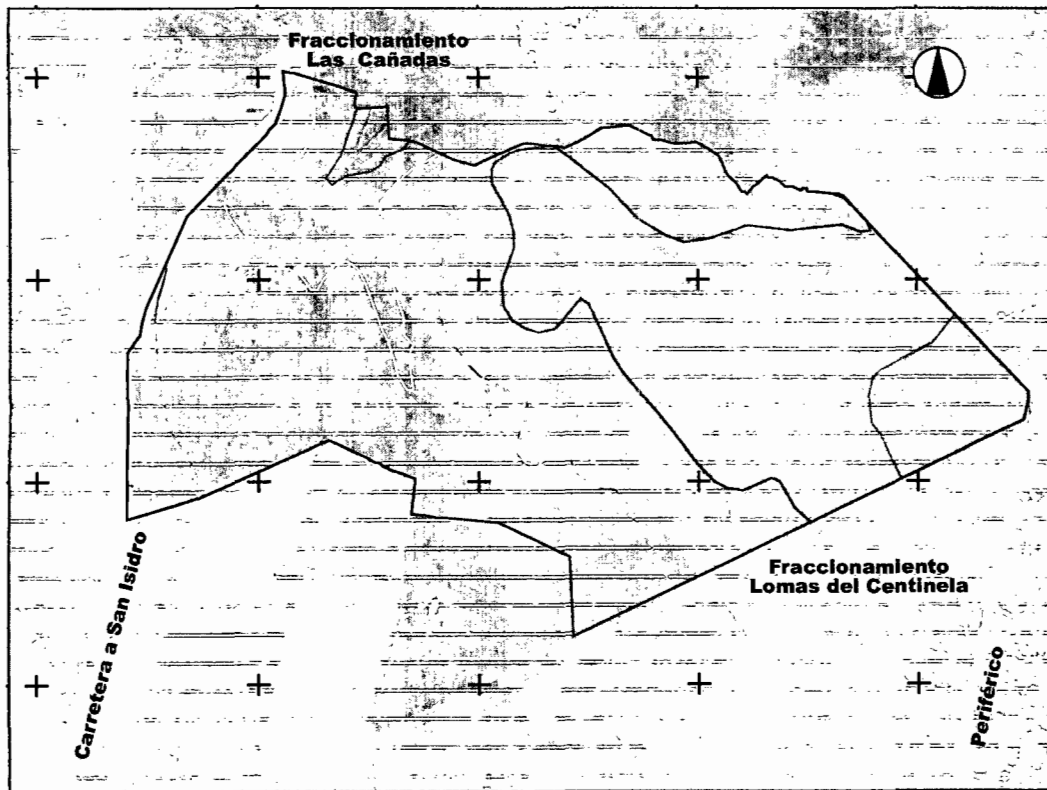 Fraccionamiento
Las Cañadas
Carretera a San Isidro
Fraccionamiento
Lomas del Centinela
Periférico